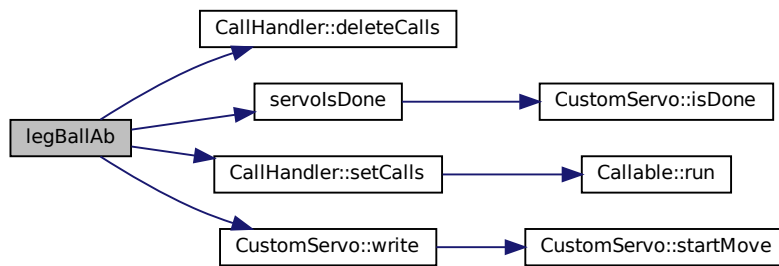 CallHandler::deleteCalls
servoIsDone
CustomServo::isDone
legBallAb
CallHandler::setCalls
Callable::run
CustomServo::write
CustomServo::startMove